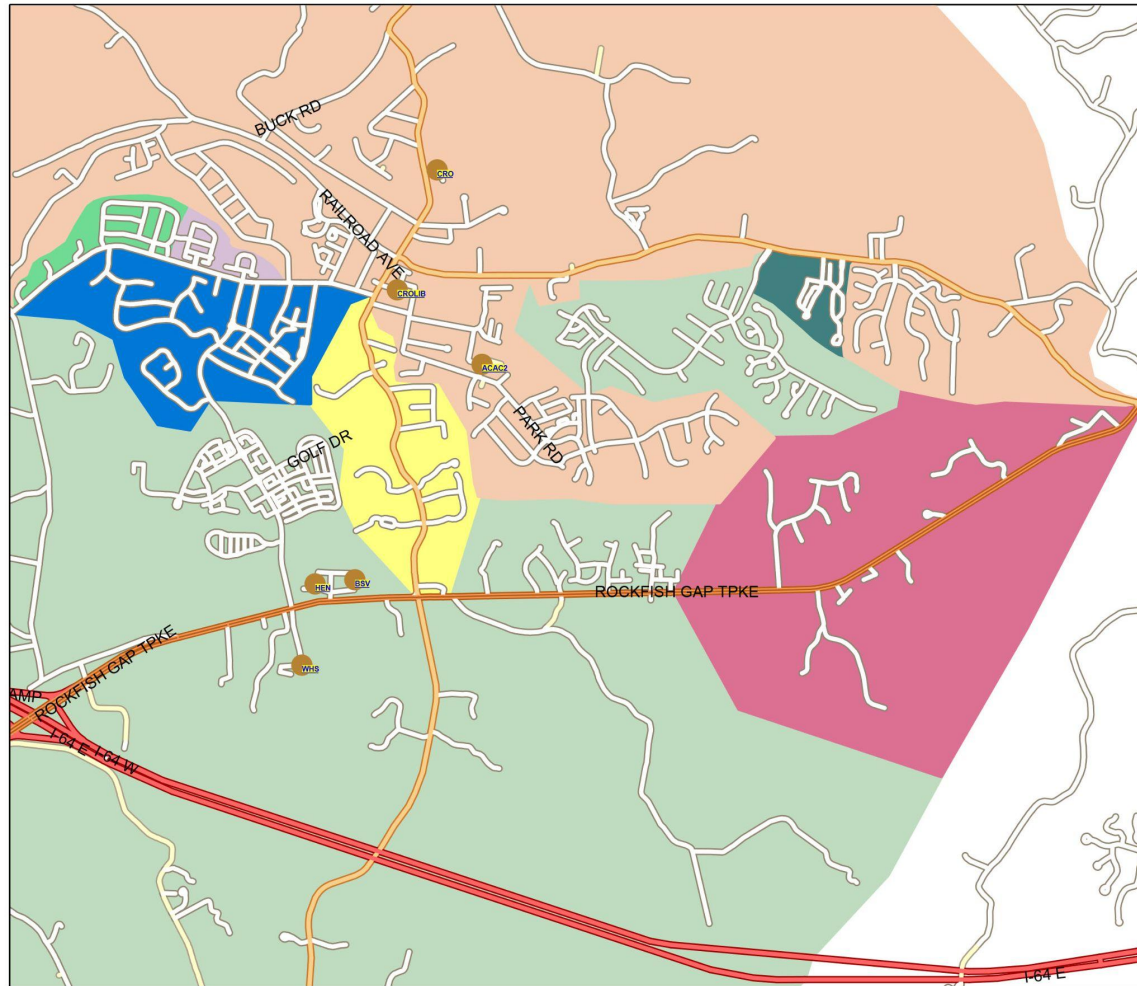 BUCK RD
CRO
RAILROAD AVE
CROLIB
ACAC2
PARK RD
GOLF DR
HEN
BSV
ROCKFISH GAP TPKE
ROCKFISH GAP TPKE
WHS
AMP
I-64 E
I-64 W
I-64 E